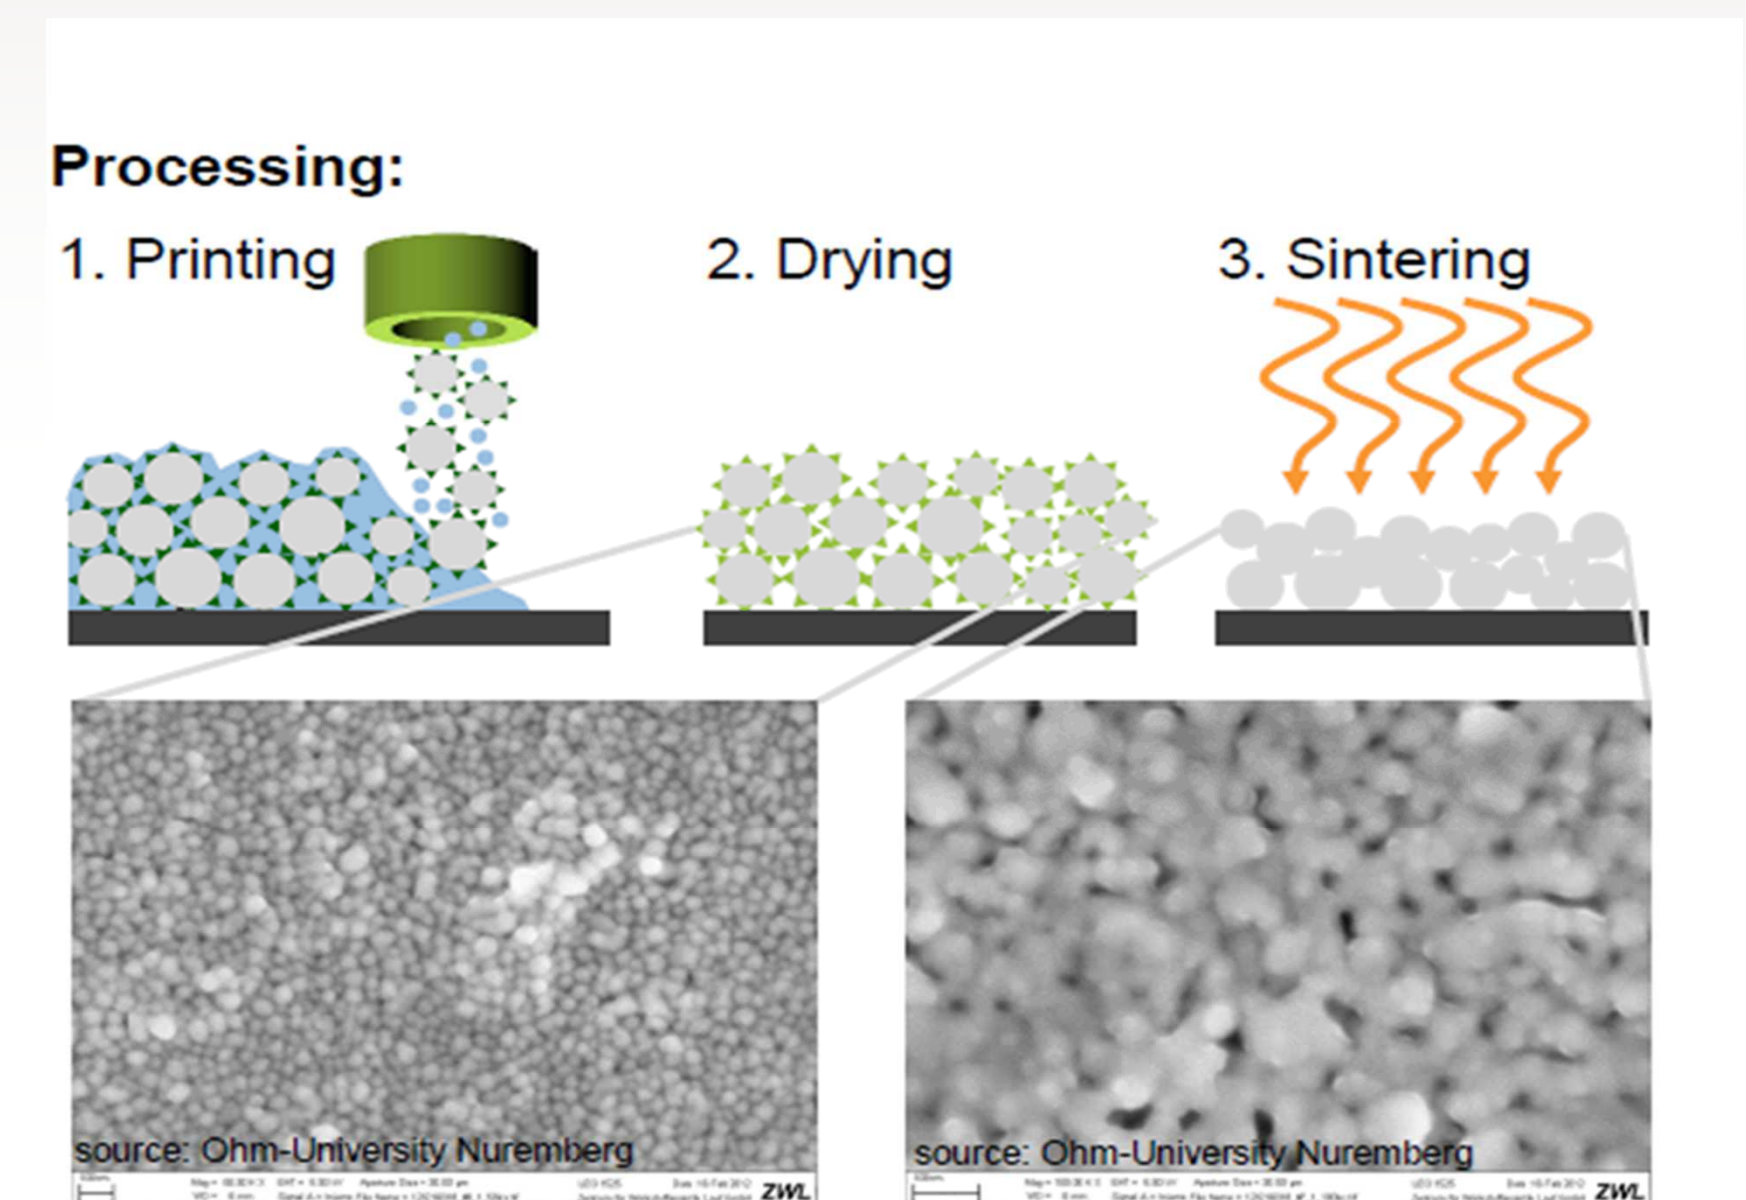 Processing:
1. Printing
2. Drying
3. Sintering
source: Ohm-University Nuremberg
source: Ohm-University Nuremberg
ZWL
ZWL